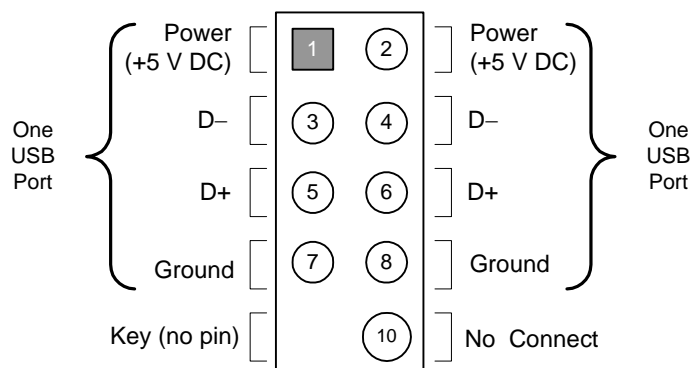 Power
(+5 V DC)
1
2
Power
(+5 V DC)
D−
3
4
D−
One
USB
Port
One
USB
Port
D+
5
6
D+
Ground
7
8
Ground
Key (no pin)
10
No Connect